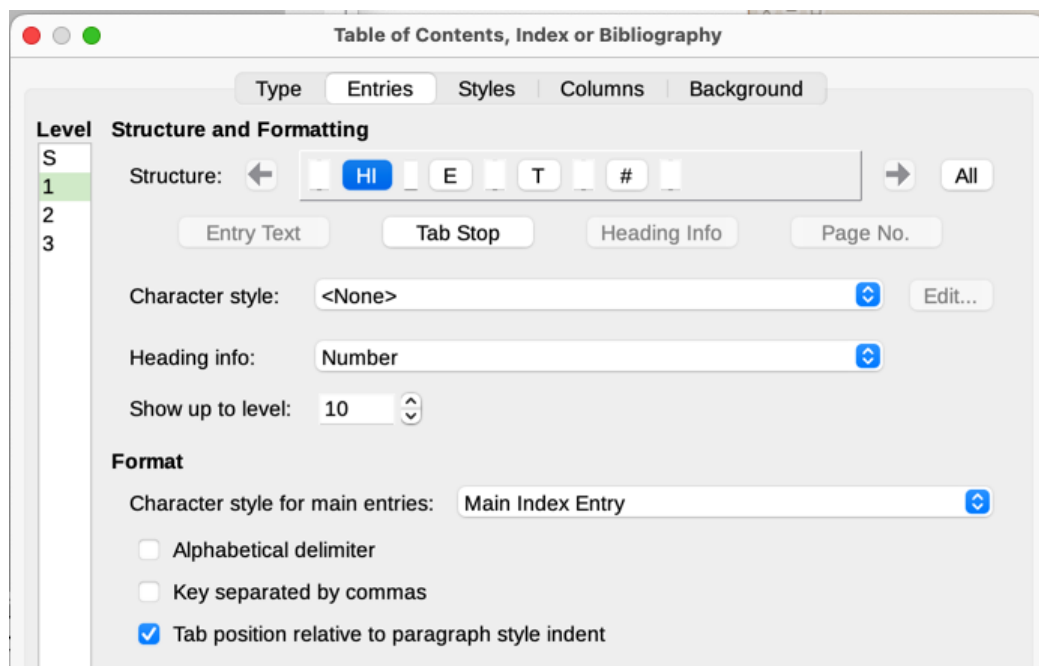 Table of Contents, Index or Bibliography
Type Entries Styles Columns Background
Level Structure and Formatting
S
Structure: HI E T # All
1
2
Entry Text Tab Stop Heading Info Page No.
3
Character style: <None> Edit...
Heading info: Number
Show up to level: 10
Format
Character style for main entries: Main Index Entry
Alphabetical delimiter
Key separated by commas
Tab position relative to paragraph style indent